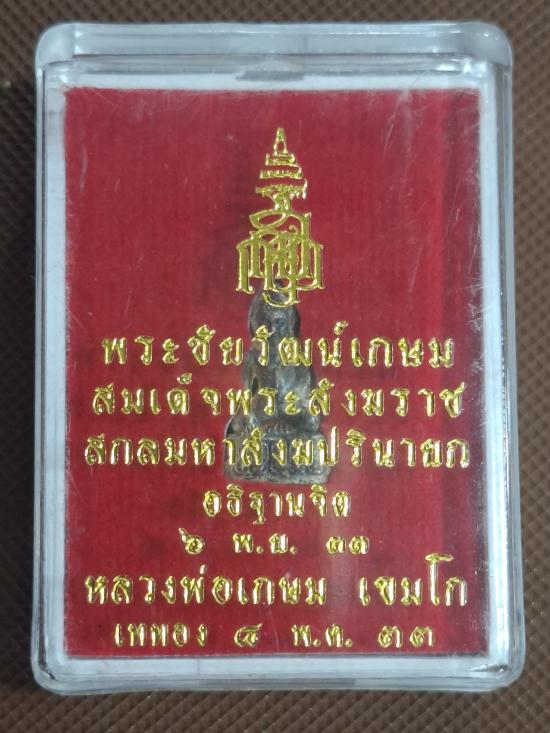 พระชัยวัฒน์เกษม
สมเด็จพระสังฆราช
สกลมหาสังฆปรินายก
อธิฐานจิต
๖ พ.ย. ๓๓
หลวงพ่อเกษม เขมโก
เททอง ๔ พ.ค. ๓๓